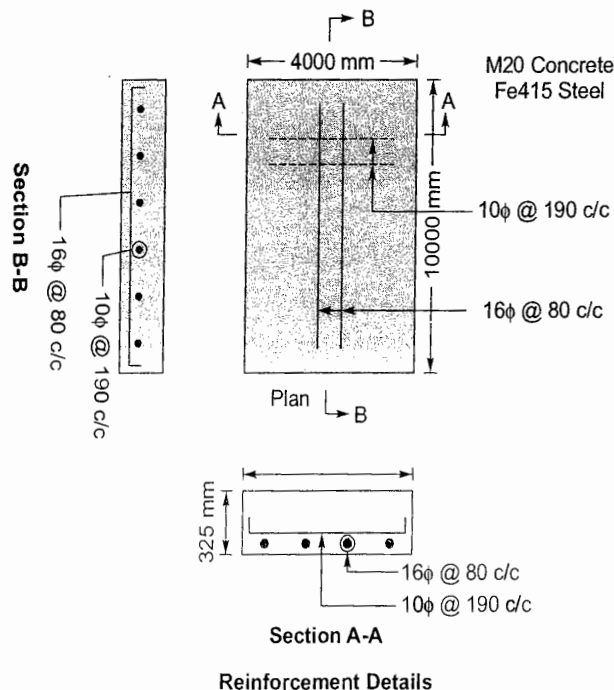 B
4000 mm
M20 Concrete
Fe415 Steel
A
A
10000 mm
10ϕ @ 190 c/c
16ϕ @ 80 c/c
Section B-B
16ϕ @ 80 c/c
10ϕ @ 190 c/c
Plan
B
325 mm
16ϕ @ 80 c/c
10ϕ @ 190 c/c
Section A-A
Reinforcement Details